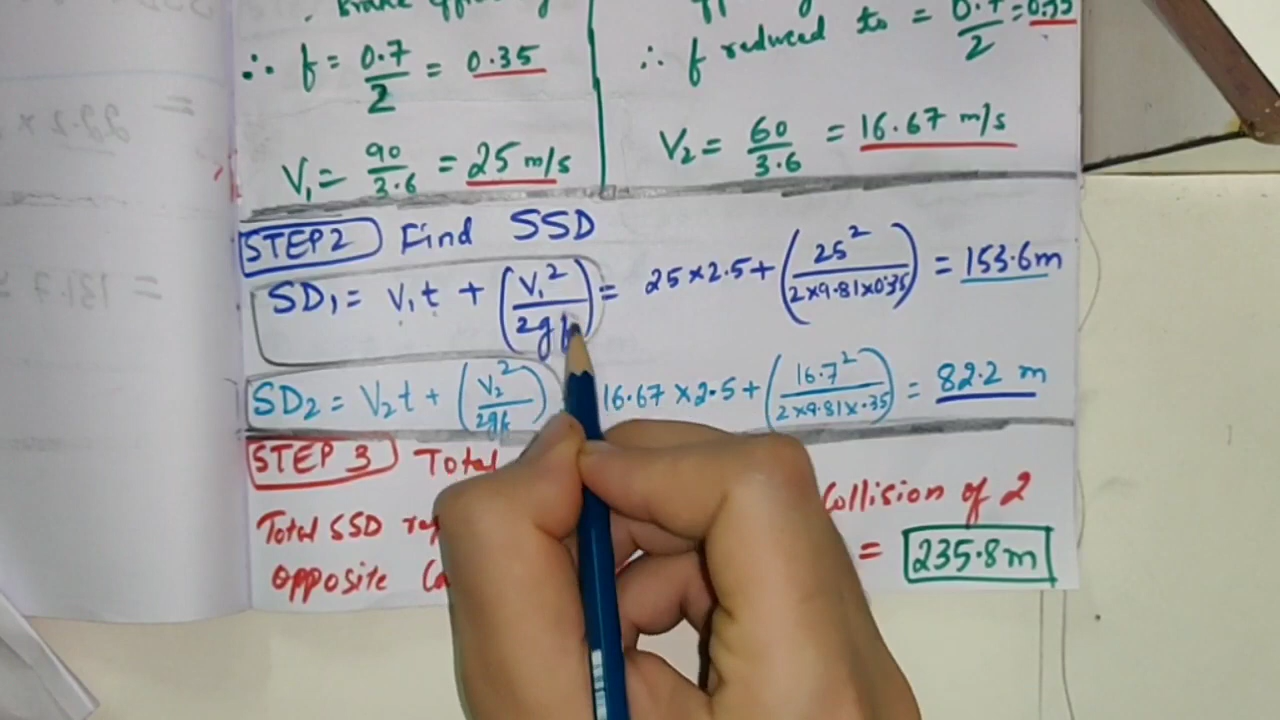 ∴ f = 0.7/2 = 0.35
V₁ = 90/3.6 = 25 m/s
∴ f reduced to = 0.7/2 = 0.35
V₂ = 60/3.6 = 16.67 m/s
STEP 2 Find SSD
SD₁ = V₁t + (V₁²/2gf) = 25×2.5 + (25²/2×9.81×0.35) = 153.6m
SD₂ = V₂t + (V₂²/2gf) 16.67 × 2.5 + (16.7²/2×9.81×.35) = 82.2 m
STEP 3 Total
Total SSD collision of 2
opposite = 235.8m